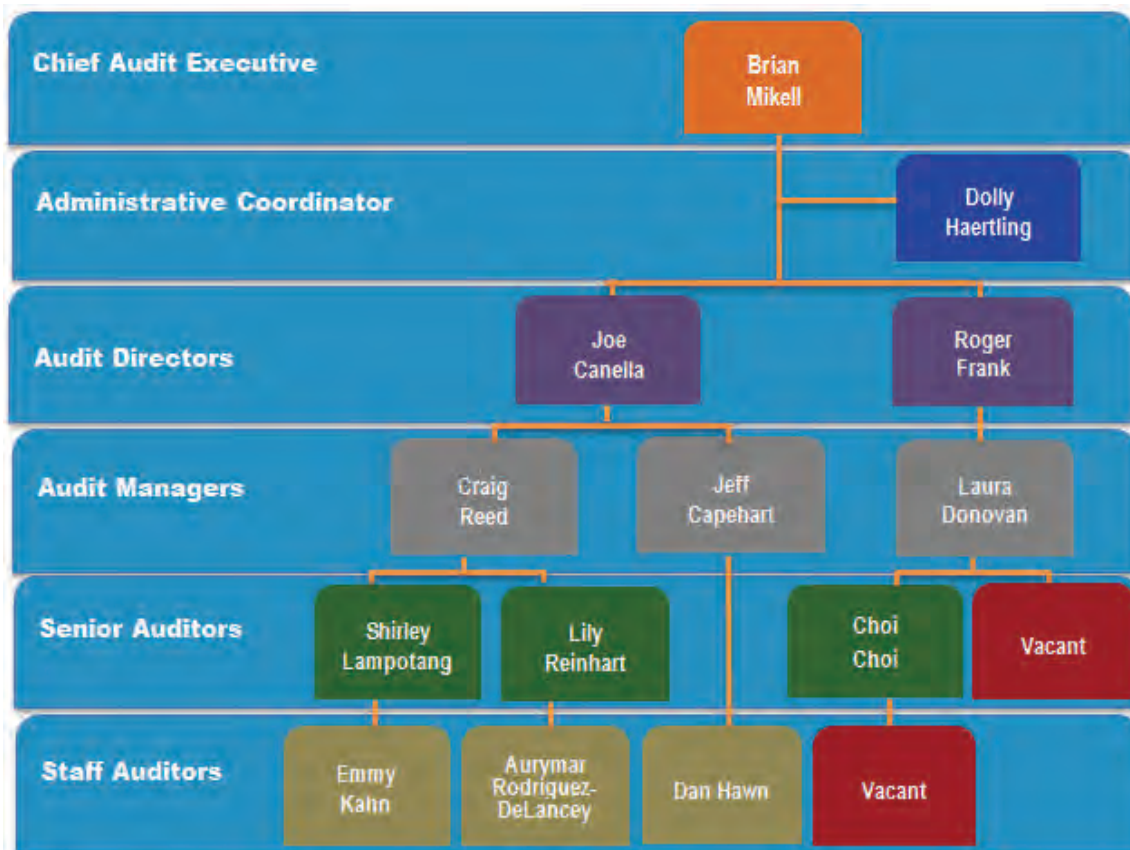 Chief Audit Executive
Brian
Mikell
Administrative Coordinator
Dolly
Haertling
Audit Directors
Joe
Canella
Roger
Frank
Audit Managers
Craig
Reed
Jeff
Capehart
Laura
Donovan
Senior Auditors
Shirley
Lampotang
Lily
Reinhart
Choi
Choi
Vacant
Staff Auditors
Emmy
Kahn
Aurymar
Rodriguez-
DeLancey
Dan Hawn
Vacant